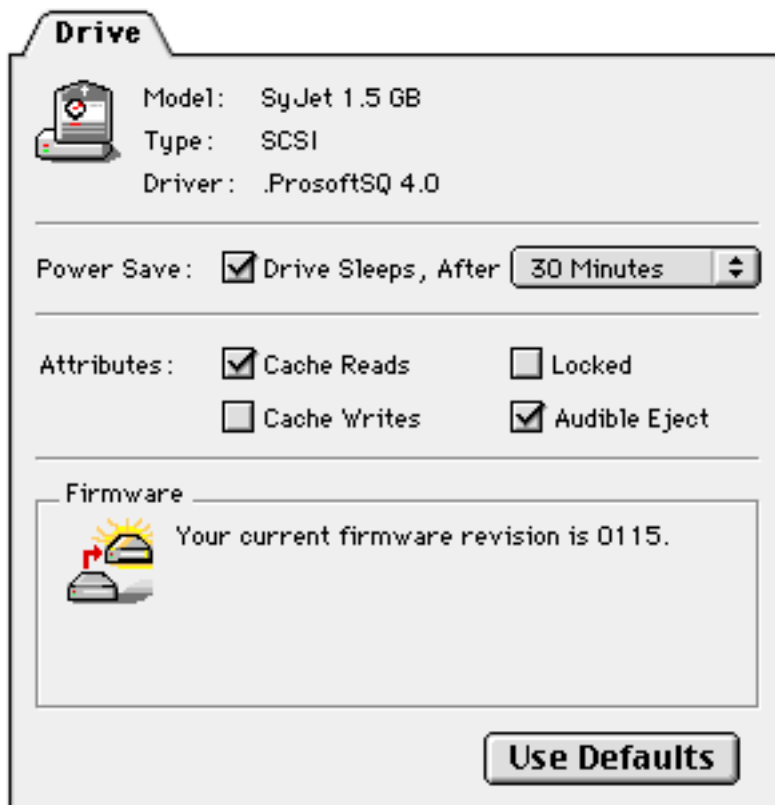 Drive
Model: SyJet 1.5 GB
Type: SCSI
Driver: .ProsoftSQ 4.0
Power Save: Drive Sleeps, After 30 Minutes
Attributes: Cache Reads Locked
Cache Writes Audible Eject
Firmware
Your current firmware revision is 0115.
Use Defaults